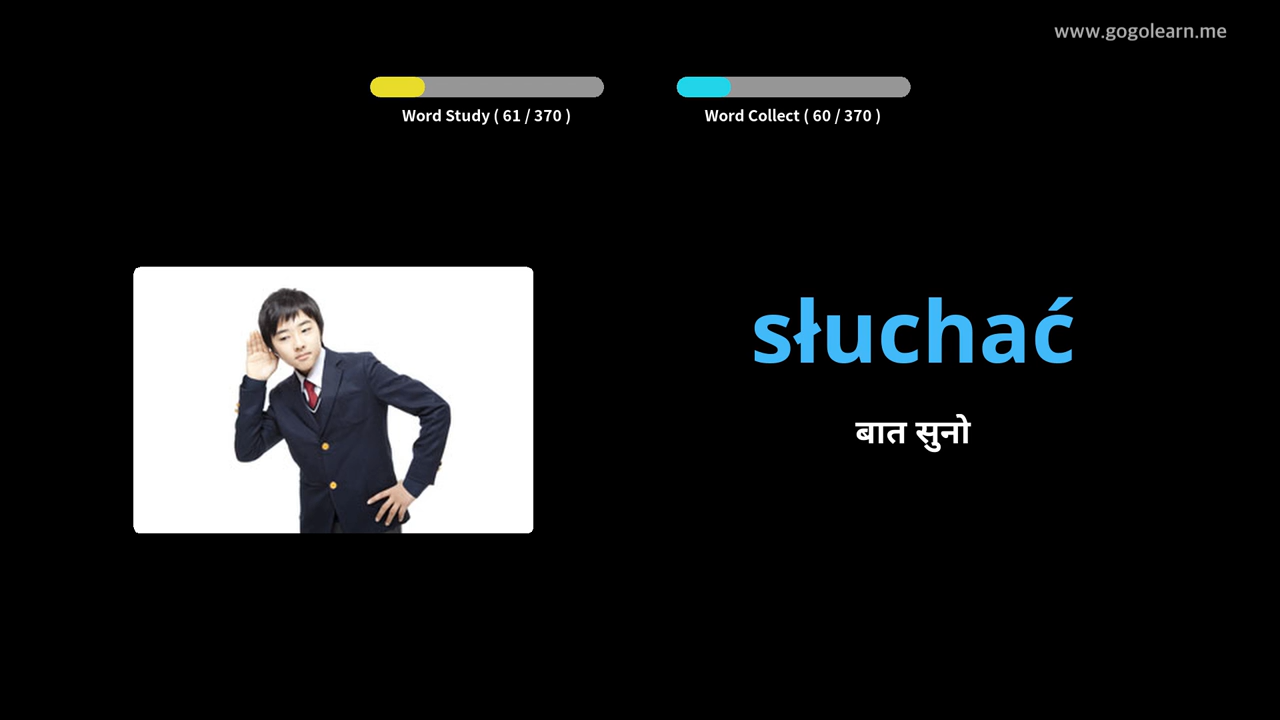 www.gogolearn.me
Word Study ( 61 / 370 )
Word Collect ( 60 / 370 )
słuchać
बात सुनो